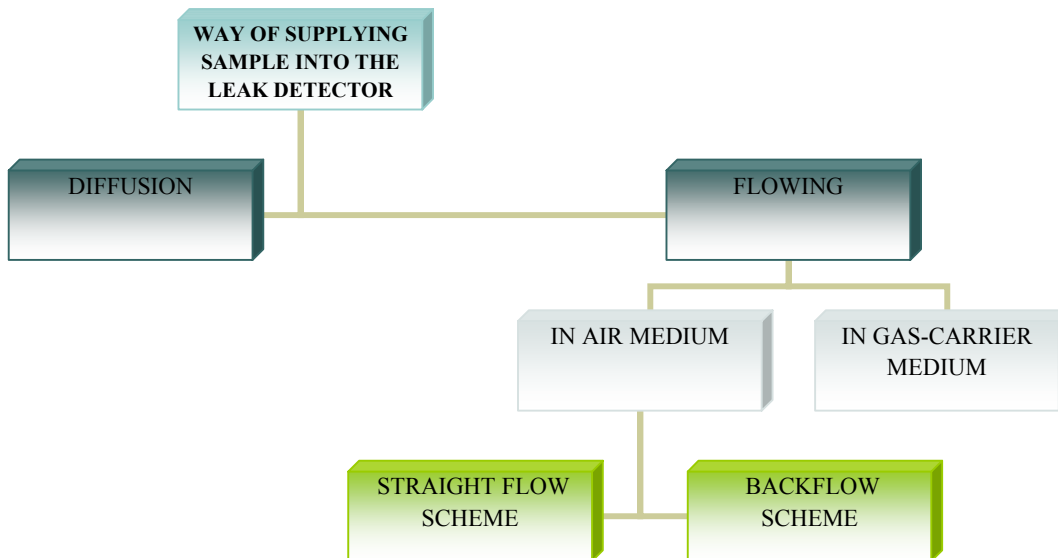 WAY OF SUPPLYING
SAMPLE INTO THE
LEAK DETECTOR
DIFFUSION
FLOWING
IN AIR MEDIUM
IN GAS-CARRIER
MEDIUM
STRAIGHT FLOW
SCHEME
BACKFLOW
SCHEME